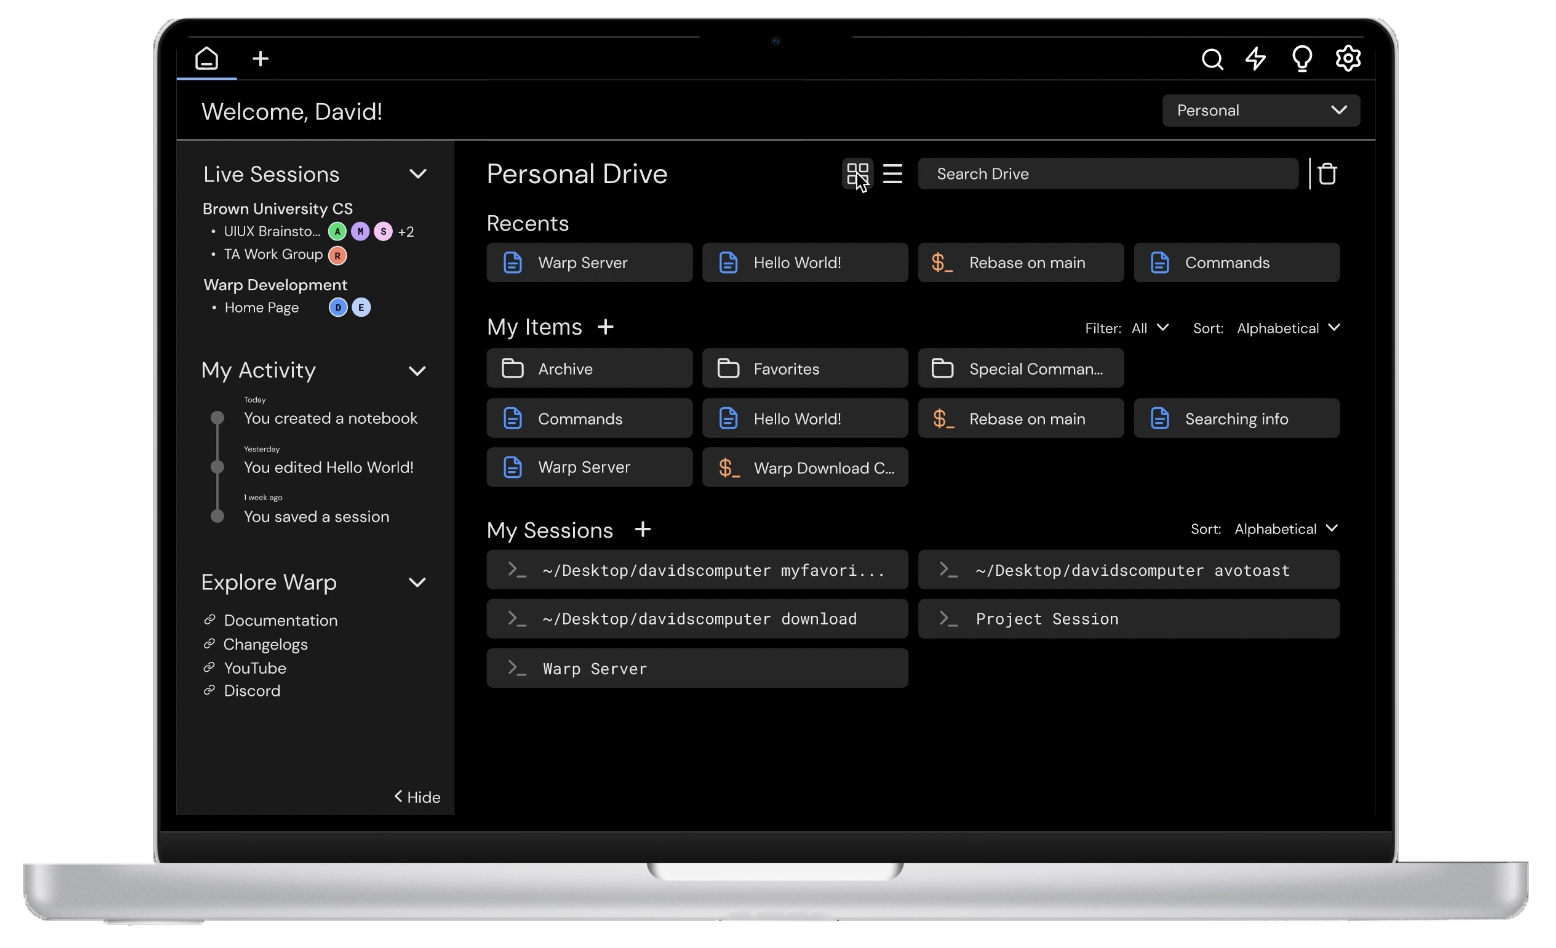 Welcome, David!
Personal
Live Sessions
Brown University CS
• UIUX Brainsto... A M S +2
• TA Work Group R
Warp Development
• Home Page D E
My Activity
Today
You created a notebook
Yesterday
You edited Hello World!
1 week ago
You saved a session
Explore Warp
Documentation
Changelogs
YouTube
Discord
Hide
Personal Drive
Search Drive
Recents
Warp Server
Hello World!
$_ Rebase on main
Commands
My Items +
Filter: All
Sort: Alphabetical
Archive
Favorites
Special Comman...
Commands
Hello World!
$_ Rebase on main
Searching info
Warp Server
$_ Warp Download C...
My Sessions +
Sort: Alphabetical
>_ ~/Desktop/davidscomputer myfavori...
>_ ~/Desktop/davidscomputer avotoast
>_ ~/Desktop/davidscomputer download
>_ Project Session
>_ Warp Server